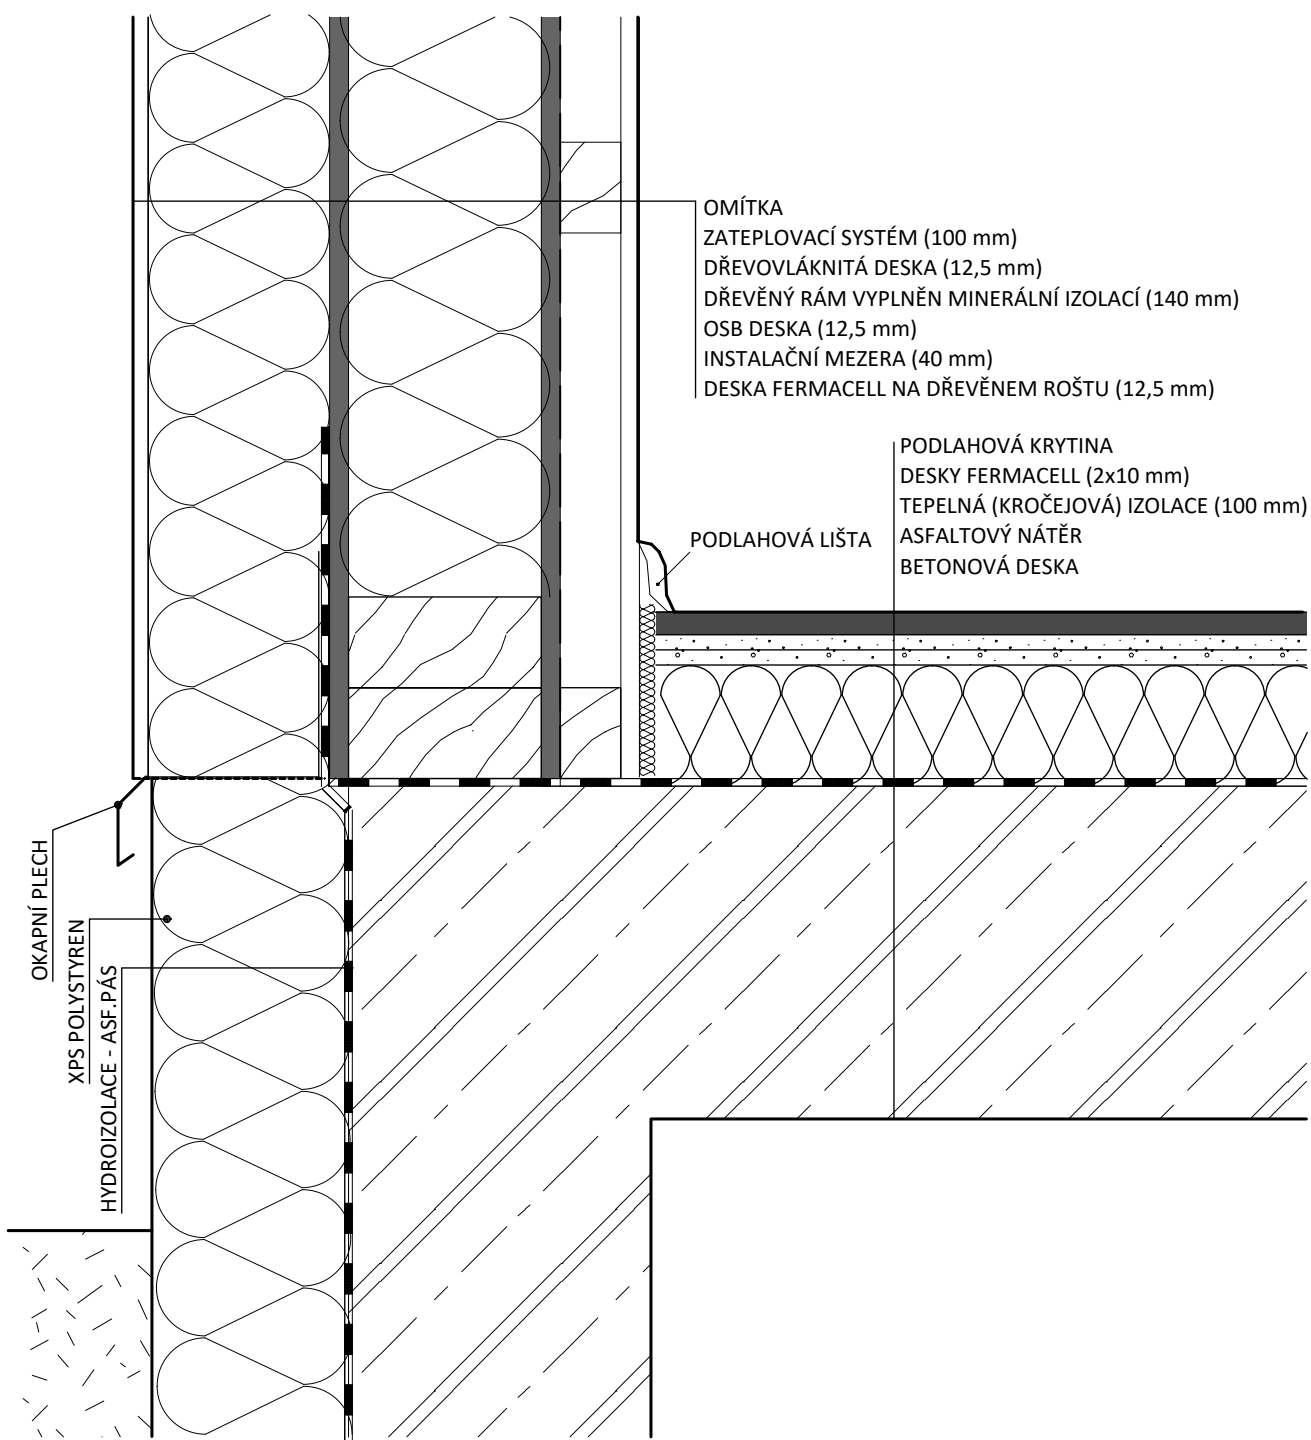 OMÍTKA
ZATEPLOVACÍ SYSTÉM (100 mm)
DŘEVOVLÁKNITÁ DESKA (12,5 mm)
DŘEVĚNÝ RÁM VYPLNĚN MINERÁLNÍ IZOLACÍ (140 mm)
OSB DESKA (12,5 mm)
INSTALAČNÍ MEZERA (40 mm)
DESKA FERMACELL NA DŘEVĚNEM ROŠTU (12,5 mm)
PODLAHOVÁ KRYTINA
DESKY FERMACELL (2x10 mm)
TEPELNÁ (KROČEJOVÁ) IZOLACE (100 mm)
ASFALTOVÝ NÁTĚR
BETONOVÁ DESKA
PODLAHOVÁ LIŠTA
OKAPNÍ PLECH
XPS POLYSTYREN
HYDROIZOLACE - ASF.PÁS